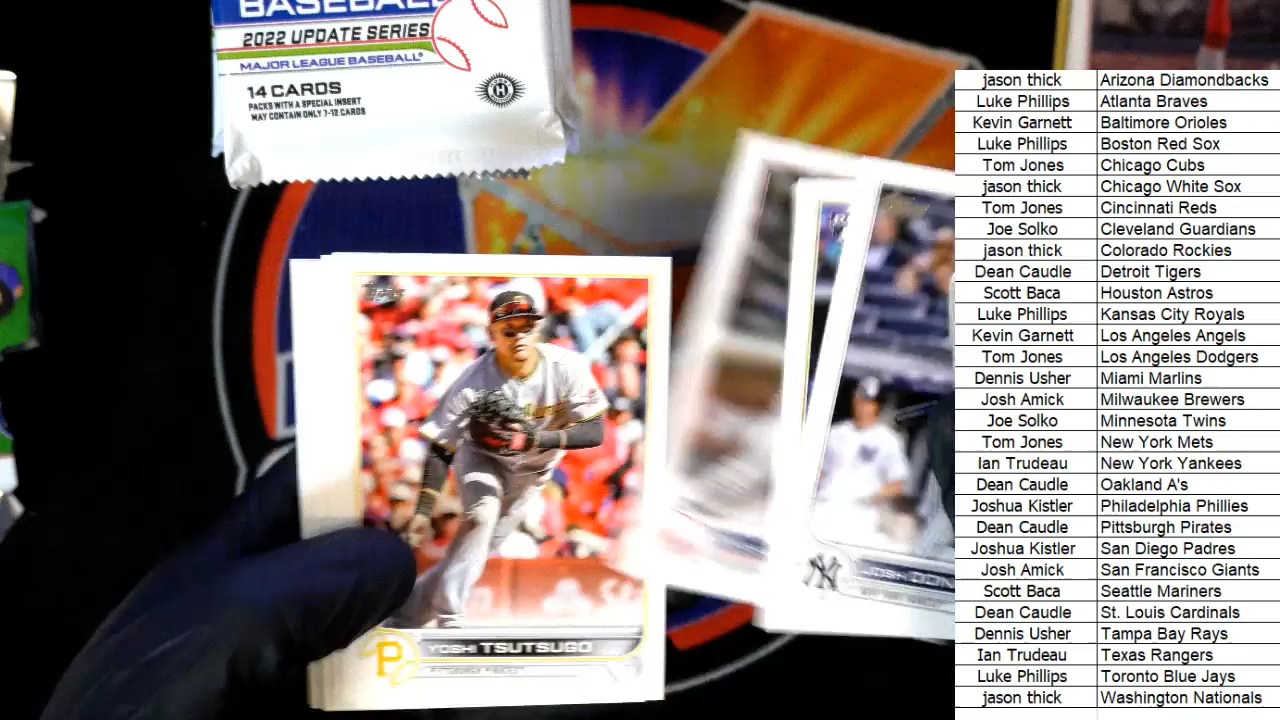 BASEBALL
2022 UPDATE SERIES
MAJOR LEAGUE BASEBALL®
14 CARDS
PACKS WITH A SPECIAL INSERT
MAY CONTAIN ONLY 7-12 CARDS
H
P
YOSHI TSUTSUGO
PITTSBURGH PIRATES
NY
jason thick Arizona Diamondbacks
Luke Phillips Atlanta Braves
Kevin Garnett Baltimore Orioles
Luke Phillips Boston Red Sox
Tom Jones Chicago Cubs
jason thick Chicago White Sox
Tom Jones Cincinnati Reds
Joe Solko Cleveland Guardians
jason thick Colorado Rockies
Dean Caudle Detroit Tigers
Scott Baca Houston Astros
Luke Phillips Kansas City Royals
Kevin Garnett Los Angeles Angels
Tom Jones Los Angeles Dodgers
Dennis Usher Miami Marlins
Josh Amick Milwaukee Brewers
Joe Solko Minnesota Twins
Tom Jones New York Mets
Ian Trudeau New York Yankees
Dean Caudle Oakland A's
Joshua Kistler Philadelphia Phillies
Dean Caudle Pittsburgh Pirates
Joshua Kistler San Diego Padres
Josh Amick San Francisco Giants
Scott Baca Seattle Mariners
Dean Caudle St. Louis Cardinals
Dennis Usher Tampa Bay Rays
Ian Trudeau Texas Rangers
Luke Phillips Toronto Blue Jays
jason thick Washington Nationals